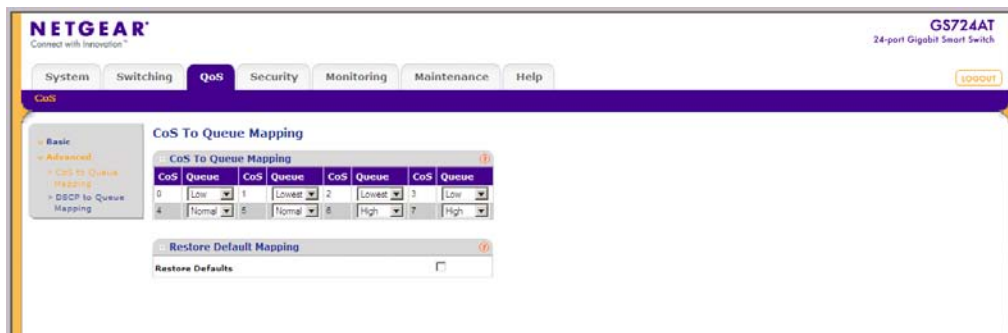 NETGEAR
Connect with Innovation™
GS724AT
24-port Gigabit Smart Switch
System Switching QoS Security Monitoring Maintenance Help
LOGOUT
CoS
Basic
Advanced
CoS to Queue
Mapping
DSCP to Queue
Mapping
CoS To Queue Mapping
CoS To Queue Mapping
CoS Queue CoS Queue CoS Queue CoS Queue
0 Low 1 Lowest 2 Lowest 3 Low
4 Normal 5 Normal 6 High 7 High
Restore Default Mapping
Restore Defaults